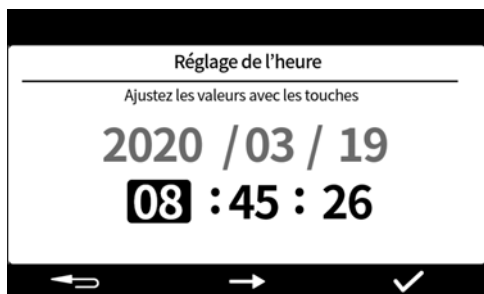 Réglage de l'heure
Ajustez les valeurs avec les touches
2020 / 03 / 19
08 : 45 : 26